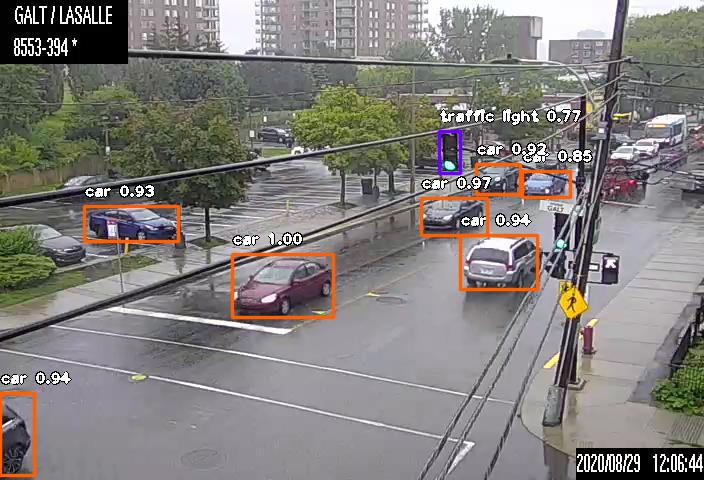 GALT / LASALLE
8553-394 *
traffic light 0.77
car 0.92
car 0.85
car 0.97
car 0.93
car 0.94
GALT
car 1.00
car 0.94
2020/08/29 12:06:44